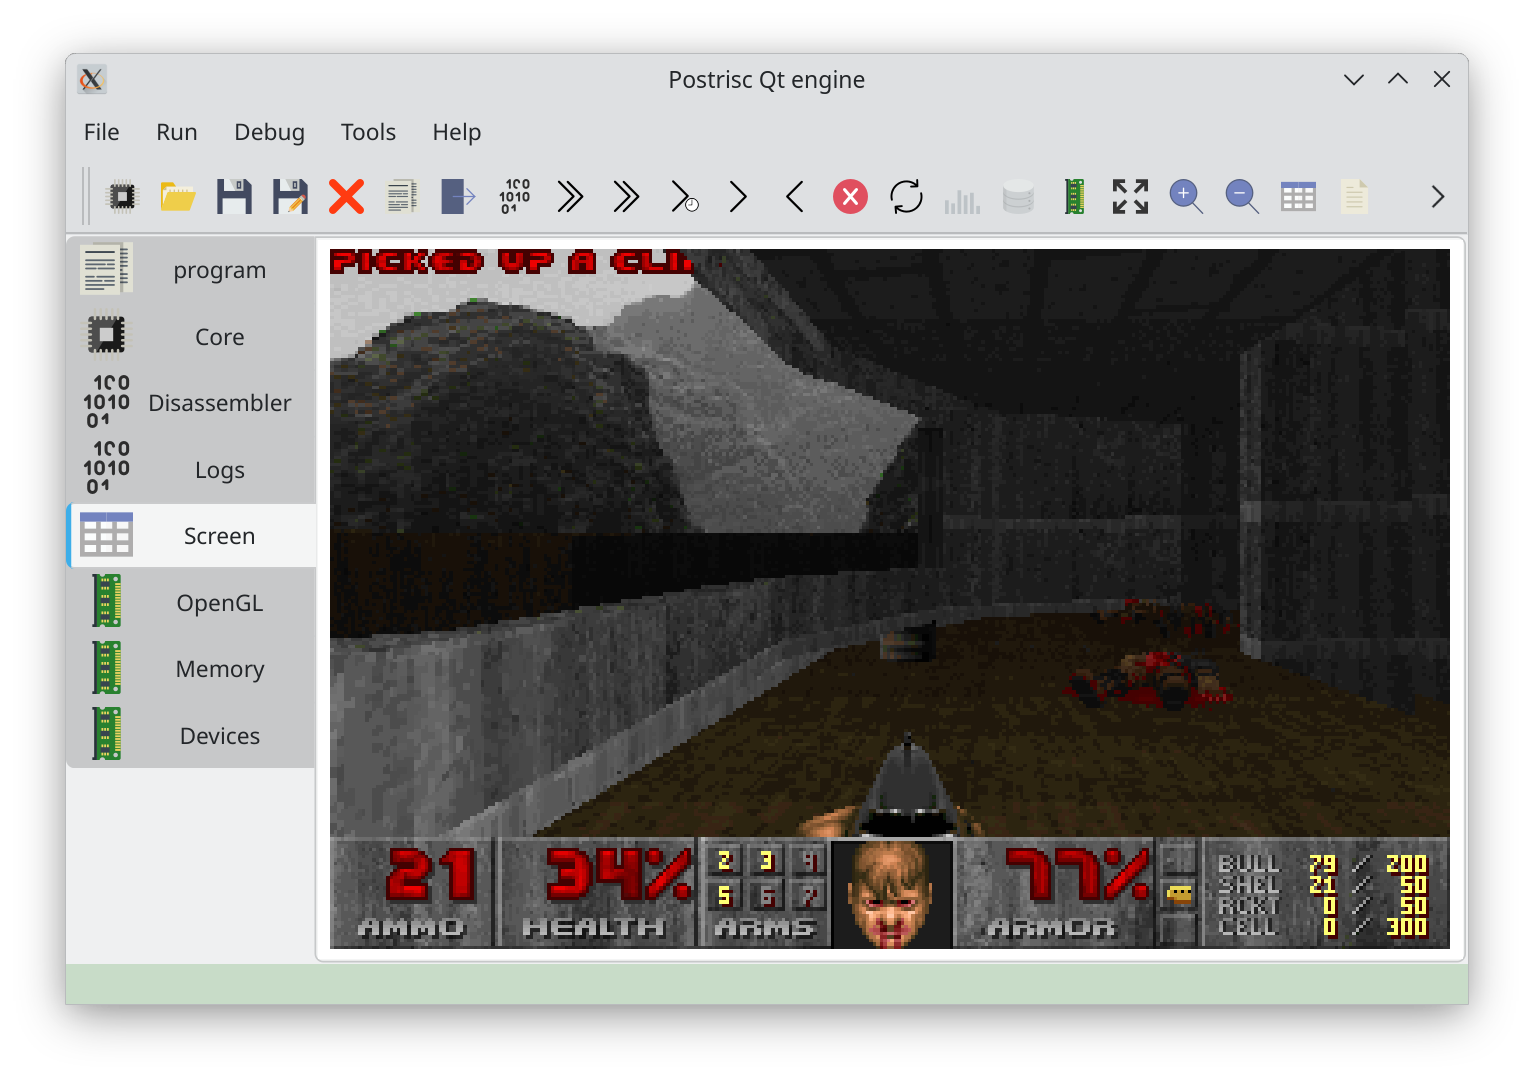 Postrisc Qt engine
File Run Debug Tools Help
program
Core
Disassembler
Logs
Screen
OpenGL
Memory
Devices
PICKED UP A CLI
21 34% 2 3 4 77%
5 6 7
AMMO HEALTH ARMS ARMOR
BULL 79 / 200
SHEL 21 / 50
RCKT 0 / 50
CELL 0 / 300